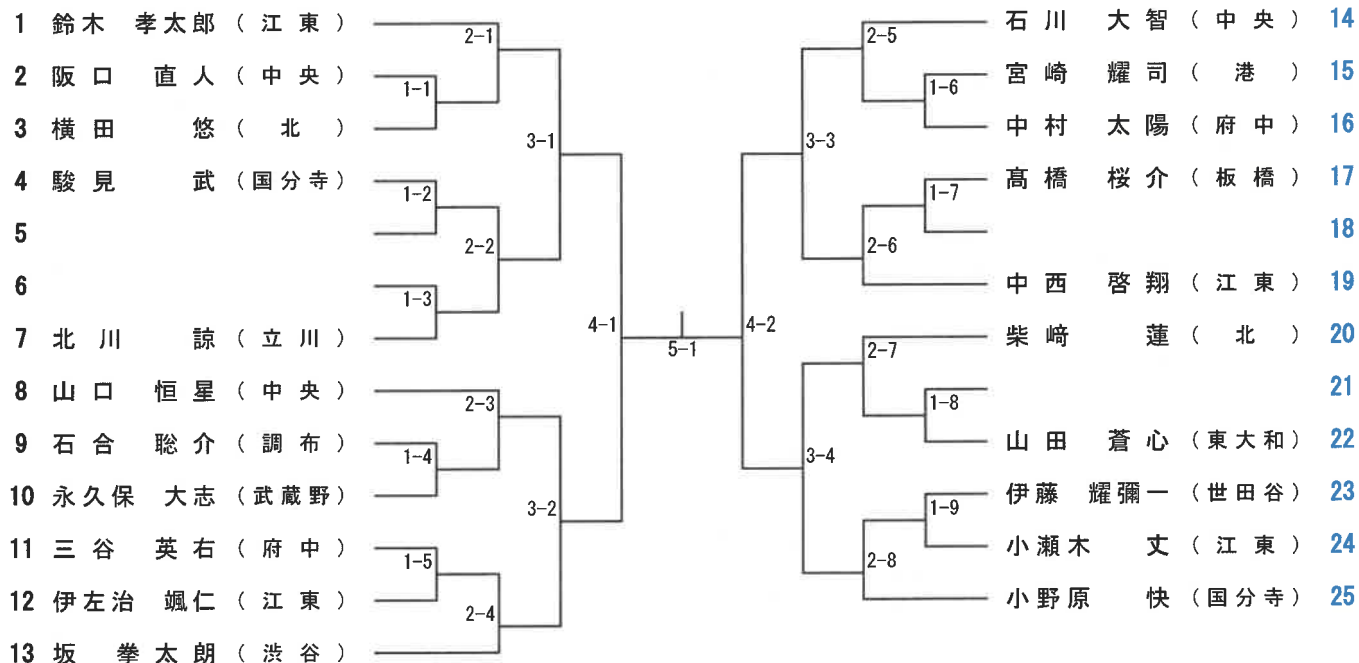 1 鈴木 孝太郎 （江東）
2 阪口 直人 （中央）
3 横田 悠 （北）
4 駿見 武 （国分寺）
5
6
7 北川 諒 （立川）
8 山口 恒星 （中央）
9 石合 聡介 （調布）
10 永久保 大志 （武蔵野）
11 三谷 英右 （府中）
12 伊左治 颯仁 （江東）
13 坂 拳太朗 （渋谷）
2-1
1-1
3-1
1-2
2-2
1-3
4-1
2-3
1-4
3-2
1-5
2-4
5-1
4-2
2-5
1-6
3-3
1-7
2-6
2-7
1-8
3-4
1-9
2-8
石川 大智 （中央） 14
宮崎 耀司 （港） 15
中村 太陽 （府中） 16
髙橋 桜介 （板橋） 17
18
中西 啓翔 （江東） 19
柴﨑 蓮 （北） 20
21
山田 蒼心 （東大和） 22
伊藤 耀彌一 （世田谷） 23
小瀬木 丈 （江東） 24
小野原 快 （国分寺） 25